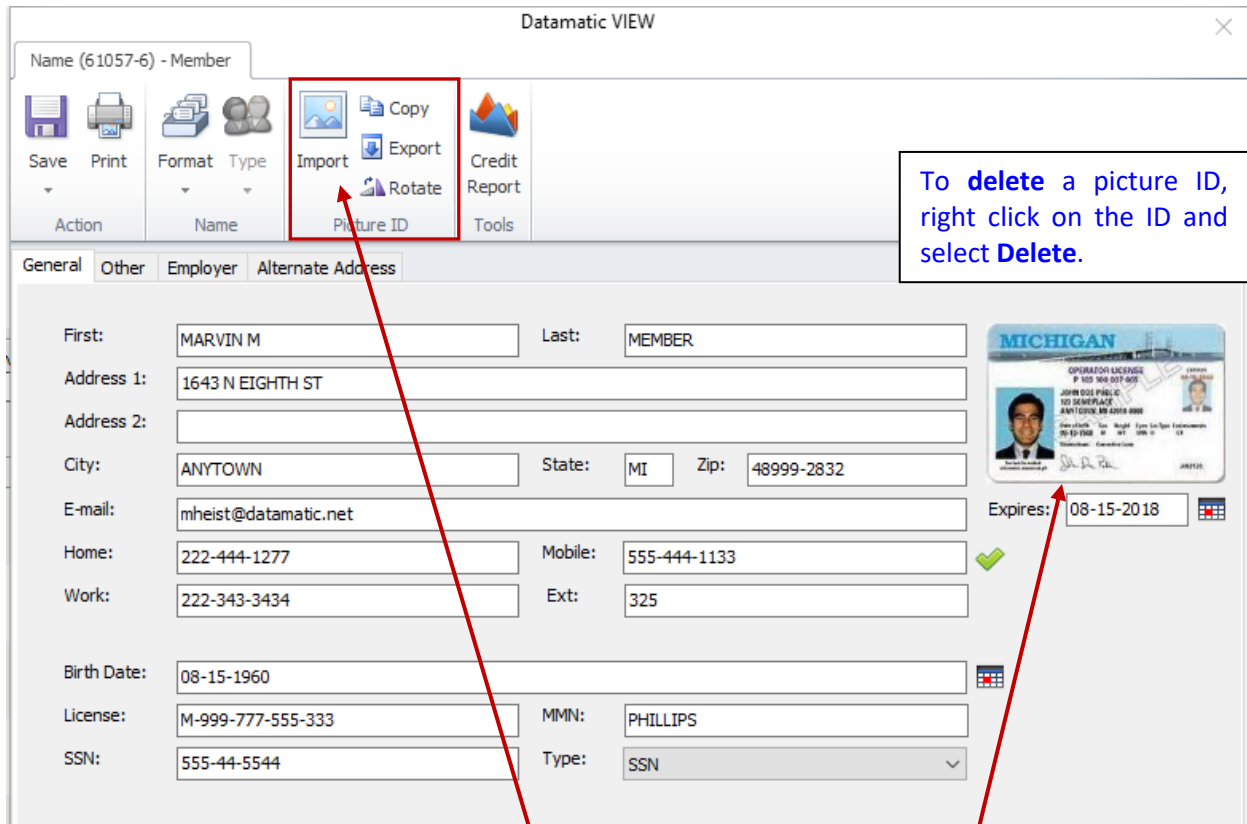 Datamatic VIEW
Name (61057-6) - Member
Save
Print
Format
Type
Import
Copy
Export
Rotate
Credit
Report
Action
Name
Picture ID
Tools
To delete a picture ID,
right click on the ID and
select Delete.
General Other Employer Alternate Address
First: MARVIN M Last: MEMBER
Address 1: 1643 N EIGHTH ST
Address 2:
City: ANYTOWN State: MI Zip: 48999-2832
E-mail: mheist@datamatic.net
Home: 222-444-1277 Mobile: 555-444-1133
Work: 222-343-3434 Ext: 325
Birth Date: 08-15-1960
License: M-999-777-555-333 MMN: PHILLIPS
SSN: 555-44-5544 Type: SSN
MICHIGAN
OPERATOR LICENSE
JOHN DOE PUBLIC
123 SOMEPLACE
SAMPLE
Expires: 08-15-2018